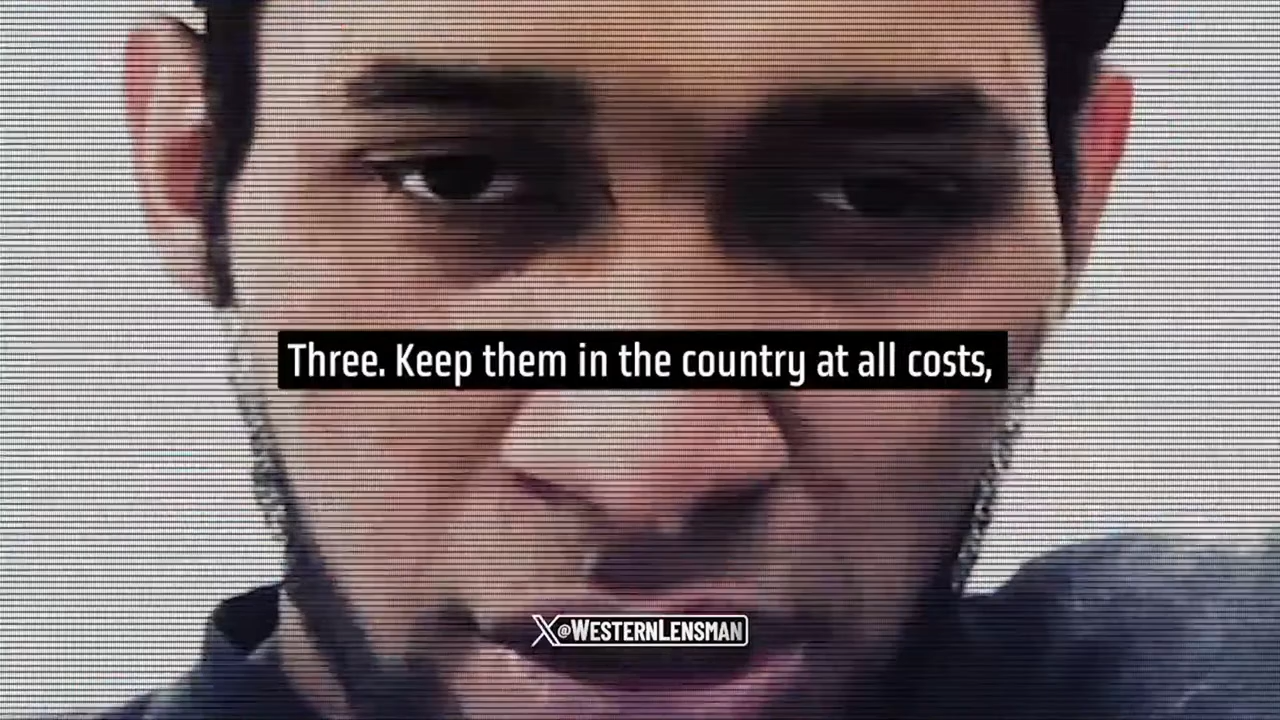 Three. Keep them in the country at all costs,
X@WESTERNLENSMAN